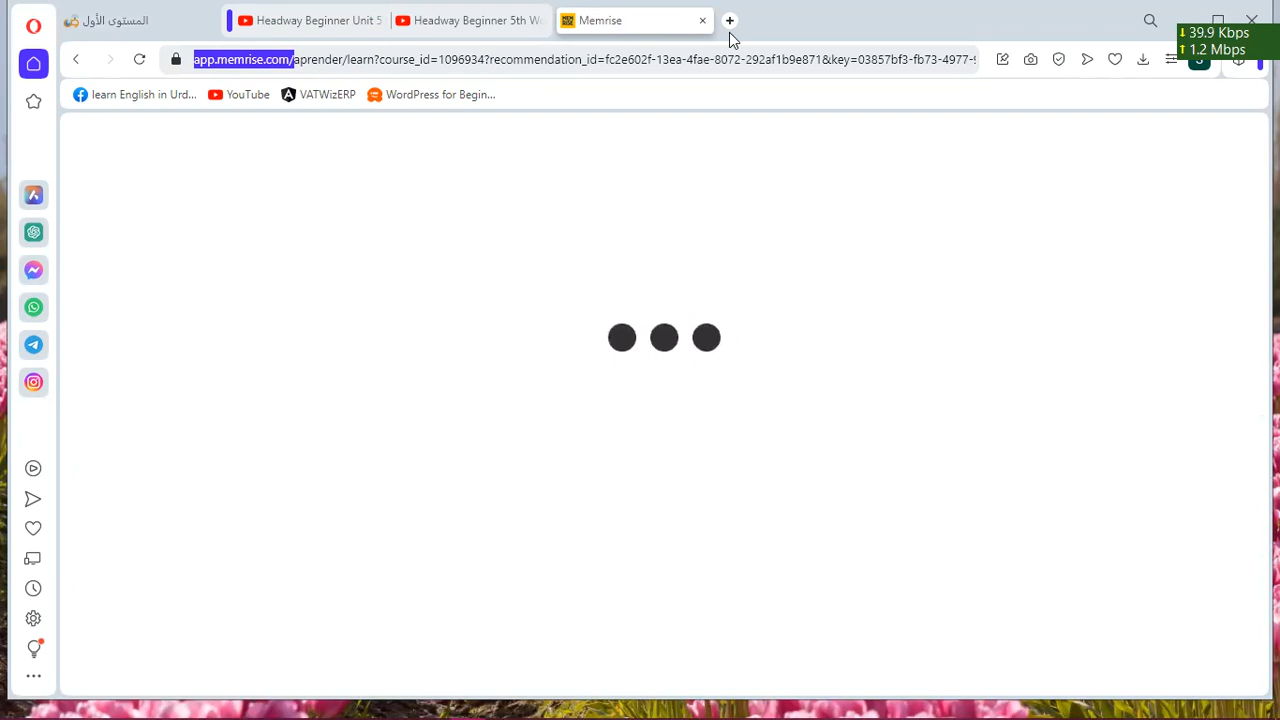 المستوى الأول
Headway Beginner Unit 5
Headway Beginner 5th Wo
Memrise
39.9 Kbps
1.2 Mbps
app.memrise.com/aprender/learn?course_id=1096934?recommendation_id=fc2e602f-13ea-4fae-8072-292af1b9e871&key=03857bf3-fb73-4977-9
learn English in Urd...
YouTube
VATWizERP
WordPress for Begin...